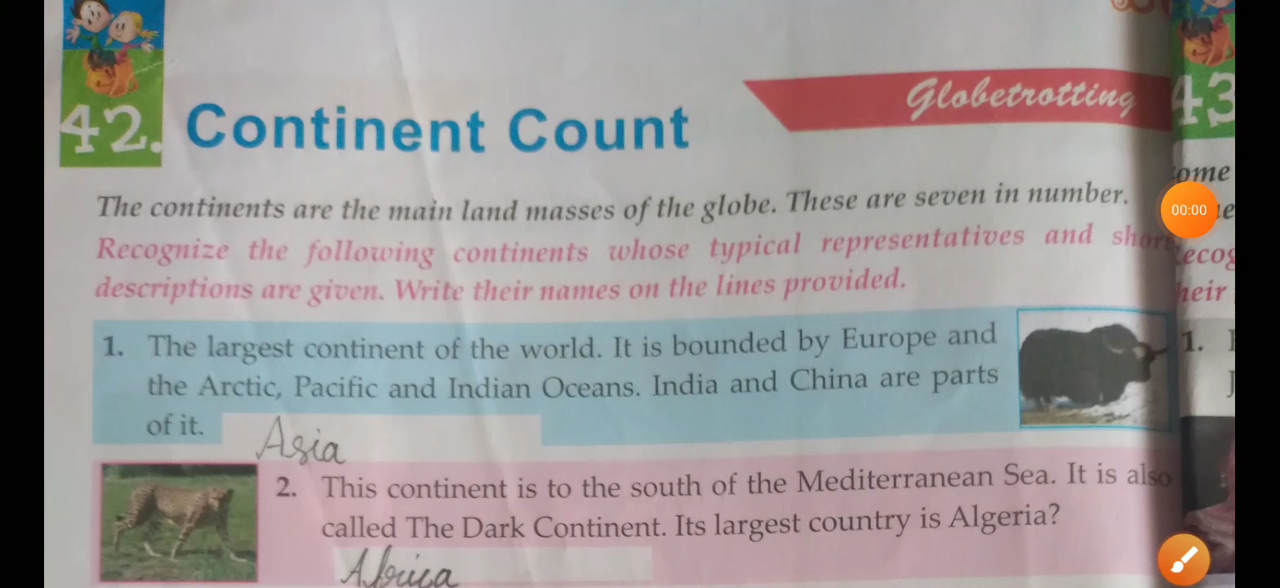 Globetrotting
42. Continent Count
The continents are the main land masses of the globe. These are seven in number.
Recognize the following continents whose typical representatives and short
descriptions are given. Write their names on the lines provided.
1. The largest continent of the world. It is bounded by Europe and
the Arctic, Pacific and Indian Oceans. India and China are parts
of it.
Asia
2. This continent is to the south of the Mediterranean Sea. It is also
called The Dark Continent. Its largest country is Algeria?
Africa
43
00:00
1.